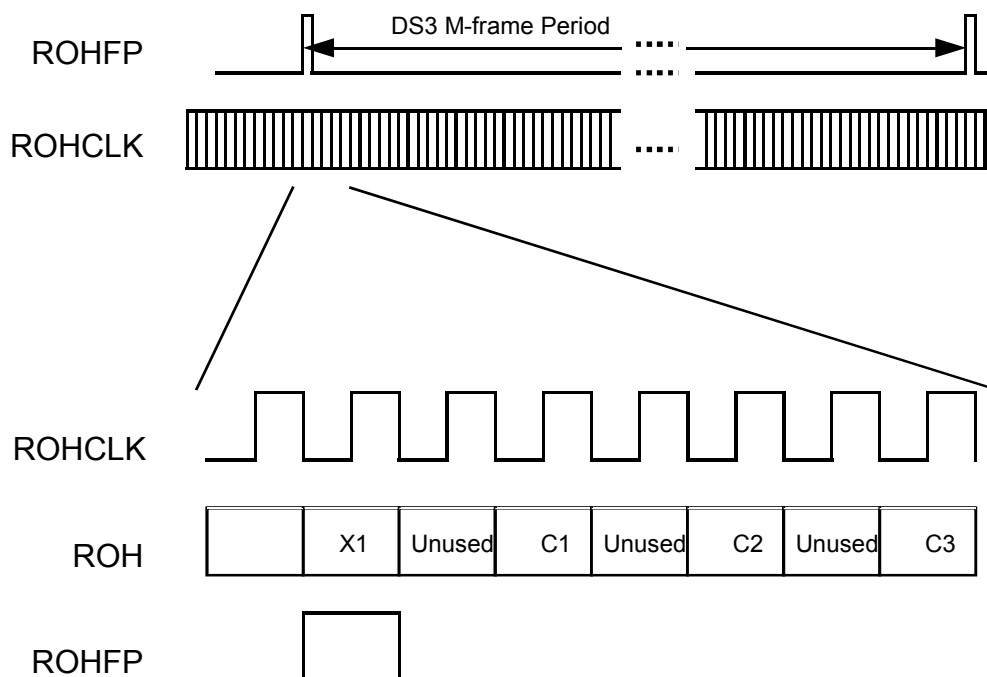 DS3 M-frame Period
ROHFP
ROHCLK
ROHCLK
ROH X1 Unused C1 Unused C2 Unused C3
ROHFP